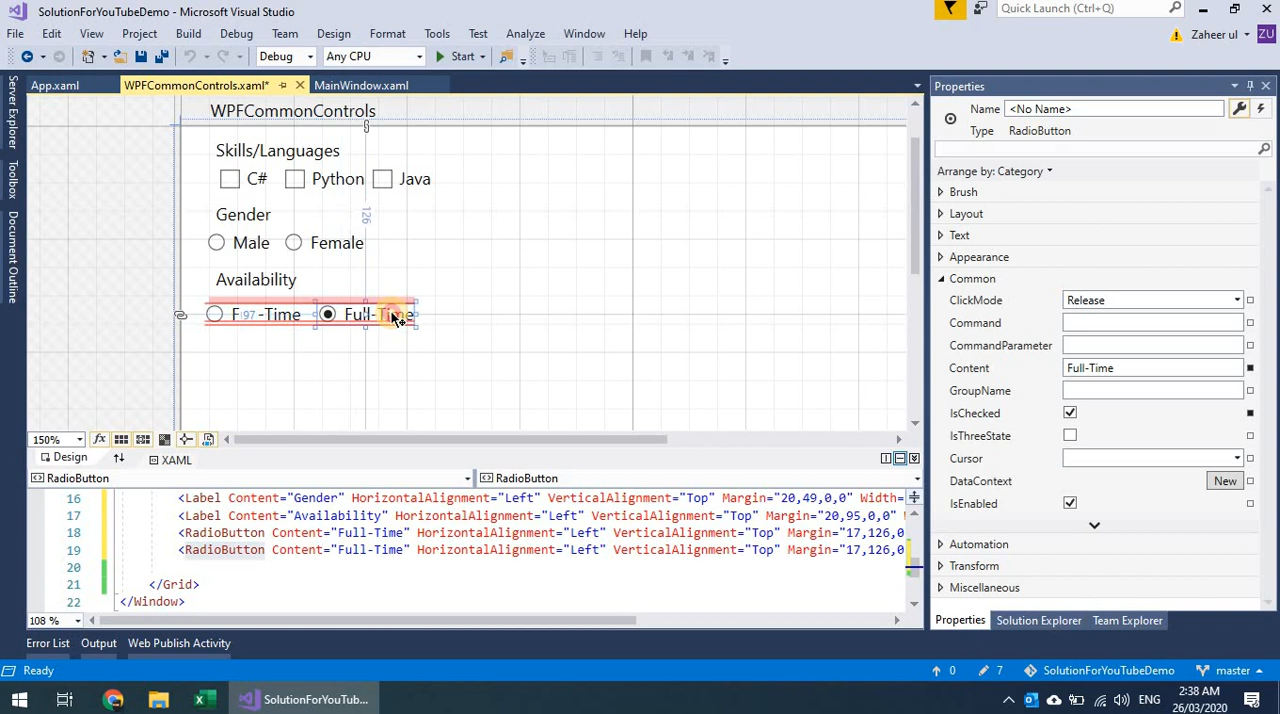 SolutionForYouTubeDemo - Microsoft Visual Studio
Quick Launch (Ctrl+Q)
File Edit View Project Build Debug Team Design Format Tools Test Analyze Window Help
Zaheer ul ZU
Debug Any CPU Start
App.xaml WPFCommonControls.xaml* MainWindow.xaml
Server Explorer
Toolbox
Document Outline
WPFCommonControls
Skills/Languages
C# Python Java
Gender
126
Male Female
Availability
F 97 -Time Full-Time
150% fx
Design XAML
RadioButton RadioButton
16 <Label Content="Gender" HorizontalAlignment="Left" VerticalAlignment="Top" Margin="20,49,0,0" Width=
17 <Label Content="Availability" HorizontalAlignment="Left" VerticalAlignment="Top" Margin="20,95,0,0"
18 <RadioButton Content="Full-Time" HorizontalAlignment="Left" VerticalAlignment="Top" Margin="17,126,0
19 <RadioButton Content="Full-Time" HorizontalAlignment="Left" VerticalAlignment="Top" Margin="17,126,0
20
21 </Grid>
22 </Window>
108 %
Error List Output Web Publish Activity
Properties
Name <No Name>
Type RadioButton
Arrange by: Category
Brush
Layout
Text
Appearance
Common
ClickMode Release
Command
CommandParameter
Content Full-Time
GroupName
IsChecked
IsThreeState
Cursor
DataContext New
IsEnabled
Automation
Transform
Miscellaneous
Properties Solution Explorer Team Explorer
Ready 0 7 SolutionForYouTubeDemo master
SolutionForYouTub...
ENG
2:38 AM
26/03/2020